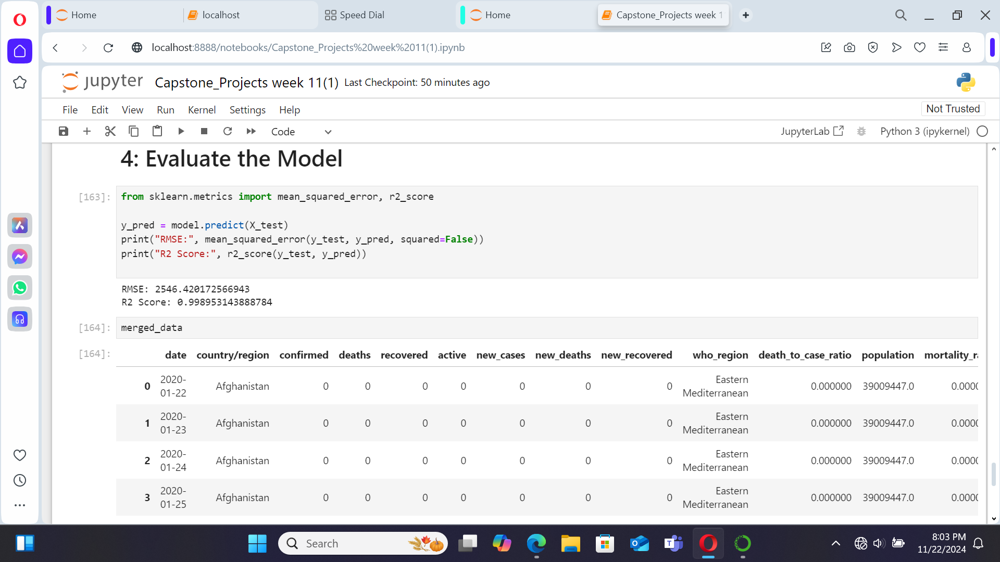 Home
localhost
Speed Dial
Home
Capstone_Projects week 1
localhost:8888/notebooks/Capstone_Projects%20week%2011(1).ipynb
jupyter Capstone_Projects week 11(1) Last Checkpoint: 50 minutes ago
File Edit View Run Kernel Settings Help
Not Trusted
Code
JupyterLab
Python 3 (ipykernel)
4: Evaluate the Model
[163]:
from sklearn.metrics import mean_squared_error, r2_score
y_pred = model.predict(X_test)
print("RMSE:", mean_squared_error(y_test, y_pred, squared=False))
print("R2 Score:", r2_score(y_test, y_pred))
RMSE: 2546.420172566943
R2 Score: 0.998953143888784
[164]: merged_data
[164]:
date country/region confirmed deaths recovered active new_cases new_deaths new_recovered who_region death_to_case_ratio population mortality_ra
0 2020-01-22 Afghanistan 0 0 0 0 0 0 0 Eastern Mediterranean 0.000000 39009447.0 0.0000
1 2020-01-23 Afghanistan 0 0 0 0 0 0 0 Eastern Mediterranean 0.000000 39009447.0 0.0000
2 2020-01-24 Afghanistan 0 0 0 0 0 0 0 Eastern Mediterranean 0.000000 39009447.0 0.0000
3 2020-01-25 Afghanistan 0 0 0 0 0 0 0 Eastern Mediterranean 0.000000 39009447.0 0.0000
Search
8:03 PM
11/22/2024